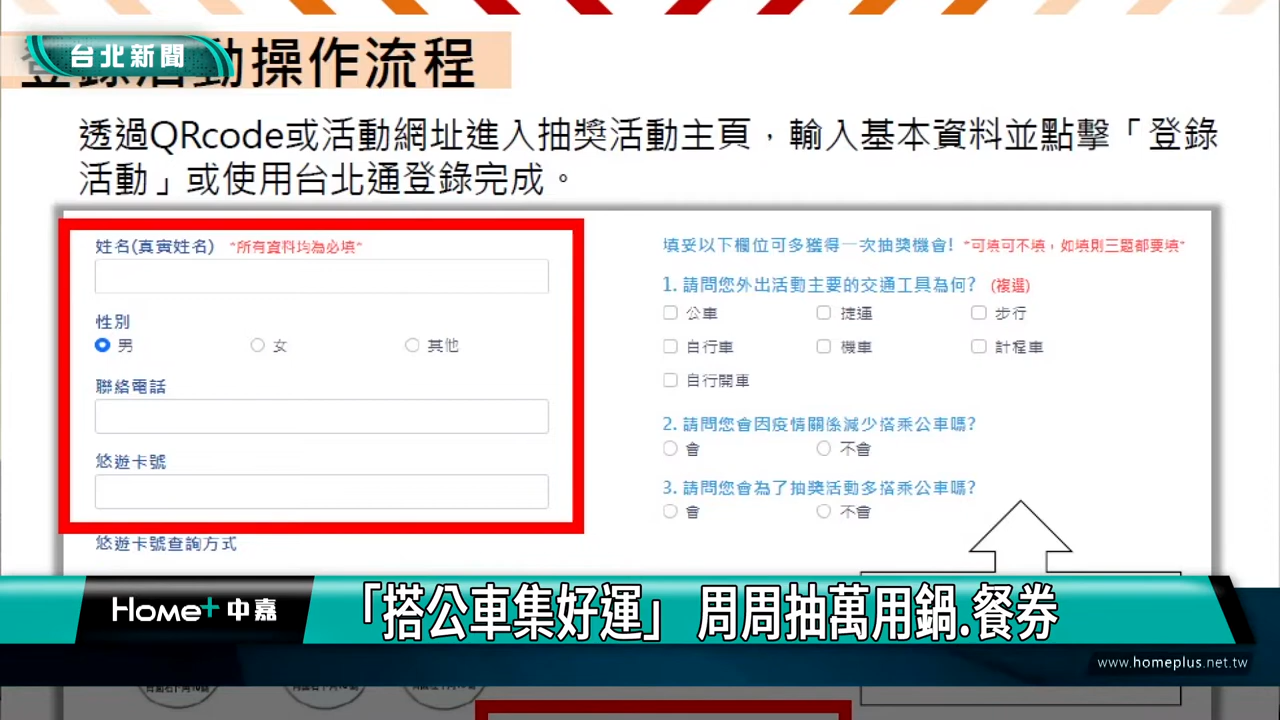 台北新聞
登錄活動操作流程
透過QRcode或活動網址進入抽獎活動主頁，輸入基本資料並點擊「登錄
活動」或使用台北通登錄完成。
姓名(真實姓名) *所有資料均為必填*
性別
男 女 其他
聯絡電話
悠遊卡號
悠遊卡號查詢方式
填妥以下欄位可多獲得一次抽獎機會! *可填可不填，如填則三題都要填*
1. 請問您外出活動主要的交通工具為何? (複選)
公車 捷運 步行
自行車 機車 計程車
自行開車
2. 請問您會因疫情關係減少搭乘公車嗎?
會 不會
3. 請問您會為了抽獎活動多搭乘公車嗎?
會 不會
Home+ 中嘉
「搭公車集好運」 周周抽萬用鍋.餐券
www.homeplus.net.tw